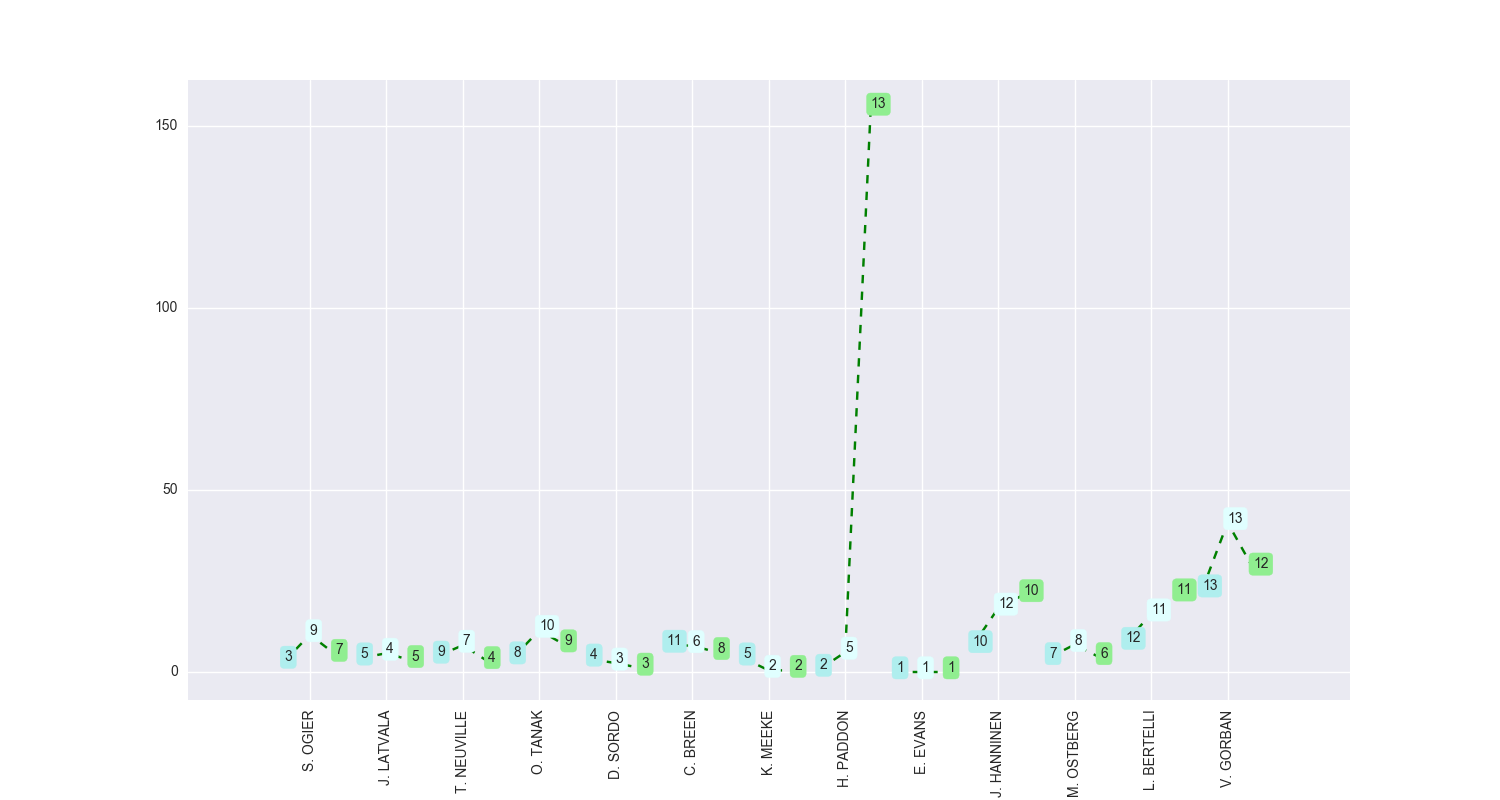 150
100
50
0
3 9 7
5 4 5
9 7 4
8 10 9
4 3 3
11 6 8
5 2 2
2 5 13
1 1 1
10 12 10
7 8 6
12 11 11
13 13 12
S. OGIER
J. LATVALA
T. NEUVILLE
O. TANAK
D. SORDO
C. BREEN
K. MEEKE
H. PADDON
E. EVANS
J. HANNINEN
M. OSTBERG
L. BERTELLI
V. GORBAN